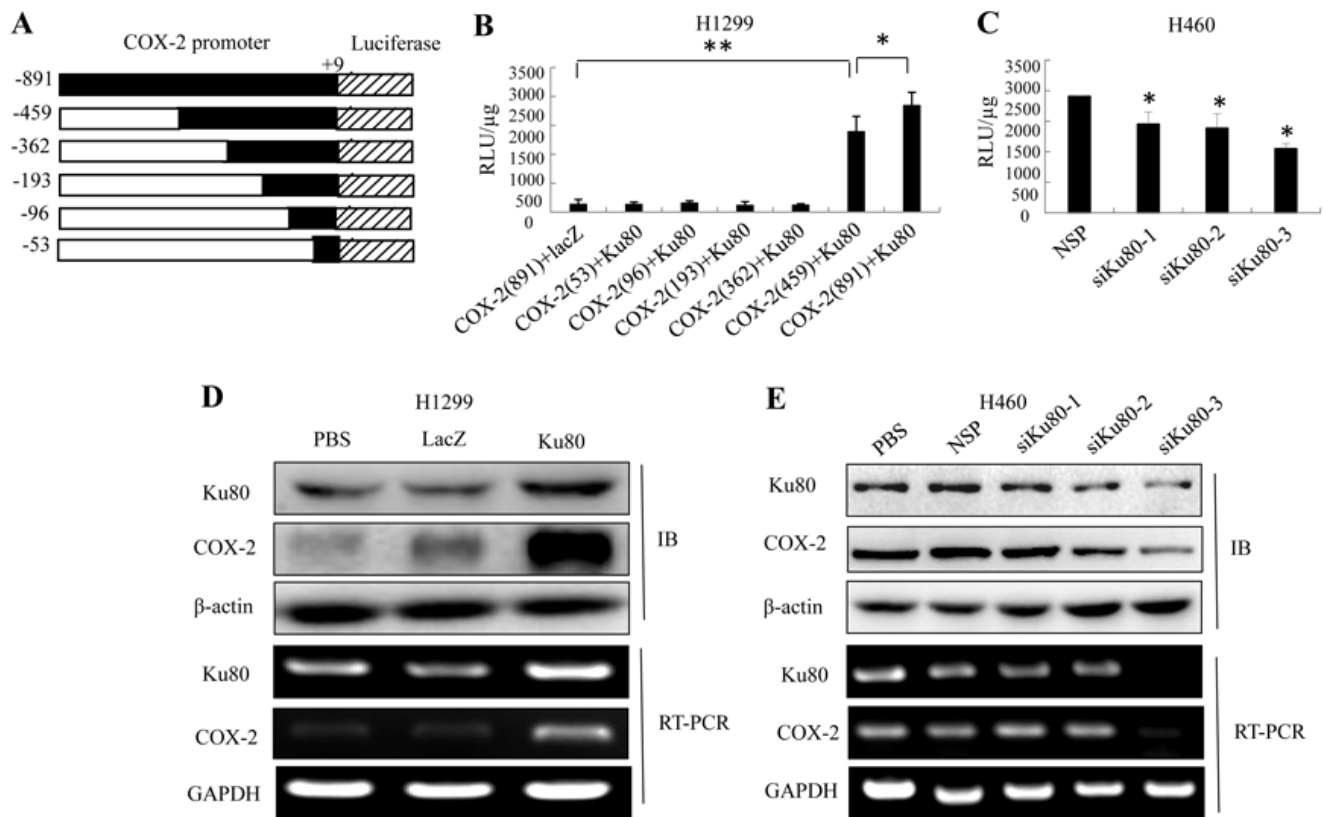 A
COX-2 promoter Luciferase
+9
-891
-459
-362
-193
-96
-53
B
H1299
**
*
RLU/µg
3500
3000
2500
2000
1500
1000
500
0
COX-2(891)+lacZ
COX-2(53)+Ku80
COX-2(96)+Ku80
COX-2(193)+Ku80
COX-2(362)+Ku80
COX-2(459)+Ku80
COX-2(891)+Ku80
C
H460
RLU/µg
3500
3000
2500
2000
1500
1000
500
0
*
*
*
NSP
siKu80-1
siKu80-2
siKu80-3
D
H1299
PBS LacZ Ku80
Ku80
COX-2
β-actin
IB
Ku80
COX-2
GAPDH
RT-PCR
E
H460
PBS NSP siKu80-1 siKu80-2 siKu80-3
Ku80
COX-2
β-actin
IB
Ku80
COX-2
GAPDH
RT-PCR